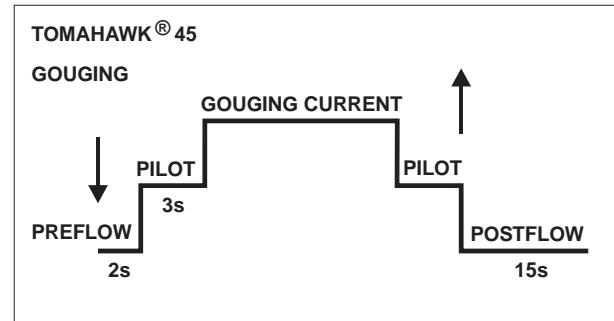 TOMAHAWK® 45
GOUGING
GOUGING CURRENT
PILOT
PILOT
3s
PREFLOW
POSTFLOW
2s
15s